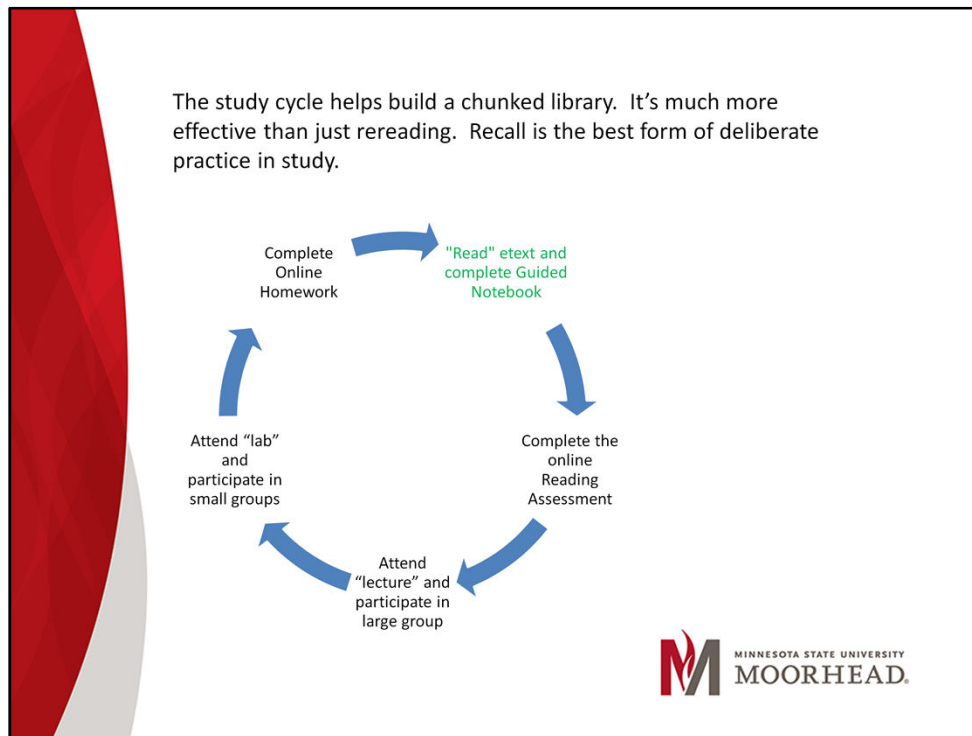 The study cycle helps build a chunked library.  It’s much more
effective than just rereading.  Recall is the best form of deliberate
practice in study.
Complete
Online
Homework
"Read" etext and
complete Guided
Notebook
Complete the
online
Reading
Assessment
Attend
“lecture” and
participate in
large group
Attend “lab”
and
participate in
small groups
MINNESOTA STATE UNIVERSITY
MOORHEAD®